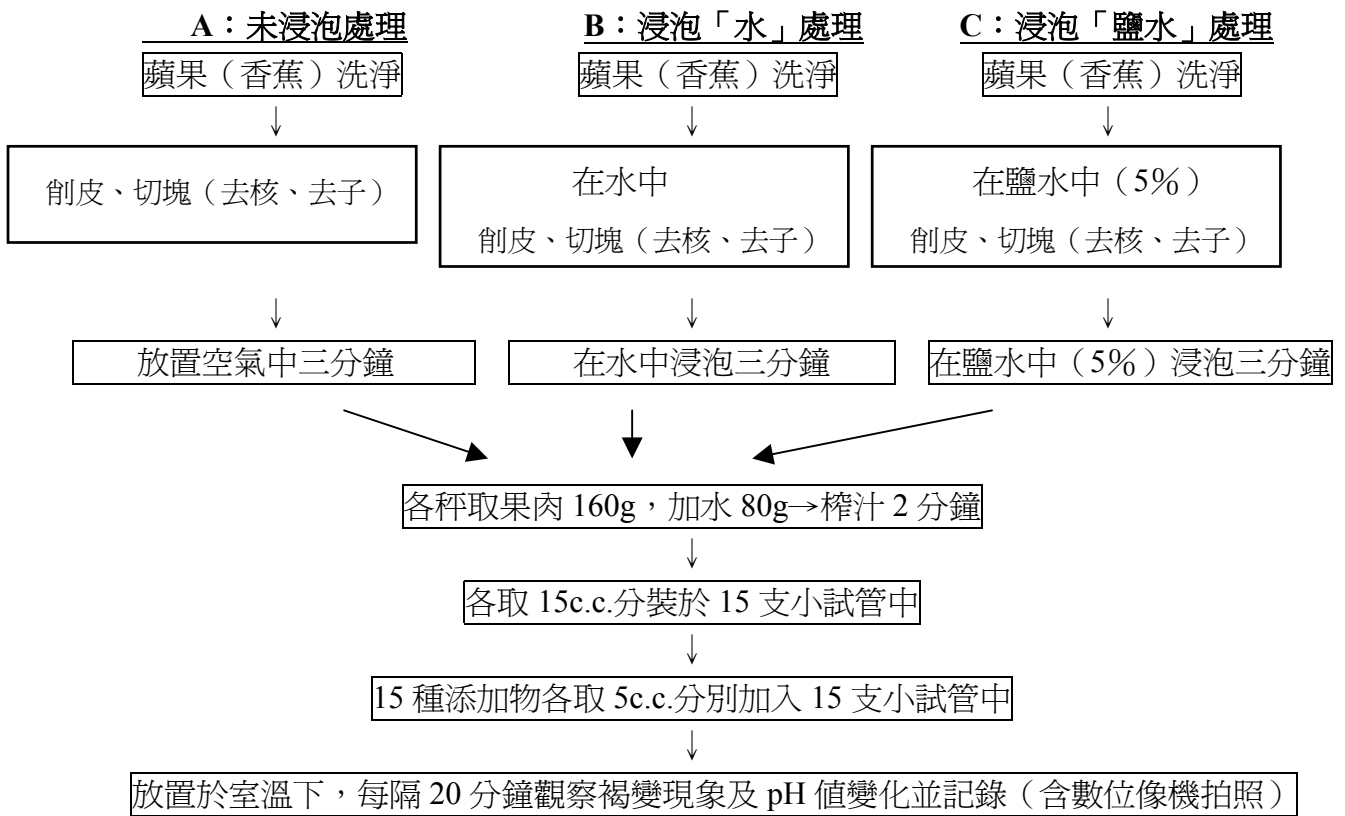 A：未浸泡處理 B：浸泡「水」處理 C：浸泡「鹽水」處理
蘋果（香蕉）洗淨 蘋果（香蕉）洗淨 蘋果（香蕉）洗淨
↓ ↓ ↓
削皮、切塊（去核、去子）
在水中
削皮、切塊（去核、去子）
在鹽水中（5%）
削皮、切塊（去核、去子）
↓ ↓ ↓
放置空氣中三分鐘 在水中浸泡三分鐘 在鹽水中（5%）浸泡三分鐘
各秤取果肉 160g，加水 80g→榨汁 2 分鐘
↓
各取 15c.c.分裝於 15 支小試管中
↓
15 種添加物各取 5c.c.分別加入 15 支小試管中
↓
放置於室溫下，每隔 20 分鐘觀察褐變現象及 pH 值變化並記錄（含數位像機拍照）